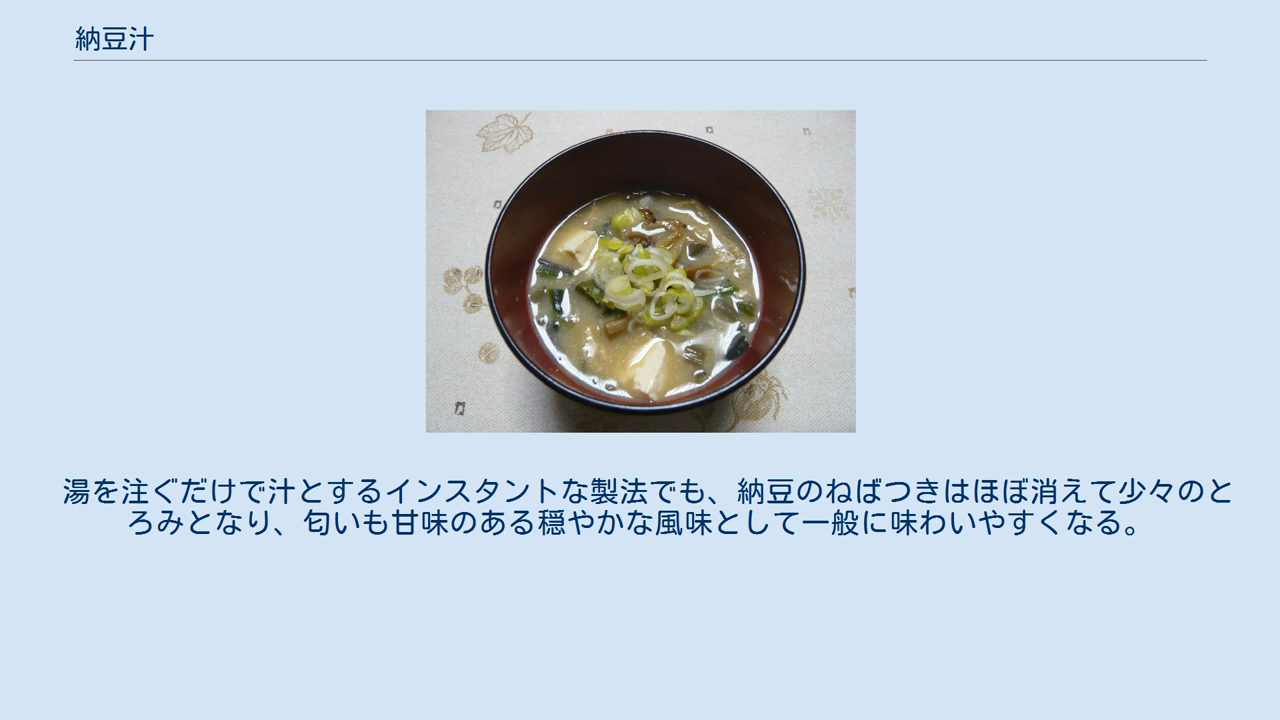 納豆汁
湯を注ぐだけで汁とするインスタントな製法でも、納豆のねばつきはほぼ消えて少々のと
ろみとなり、匂いも甘味のある穏やかな風味として一般に味わいやすくなる。